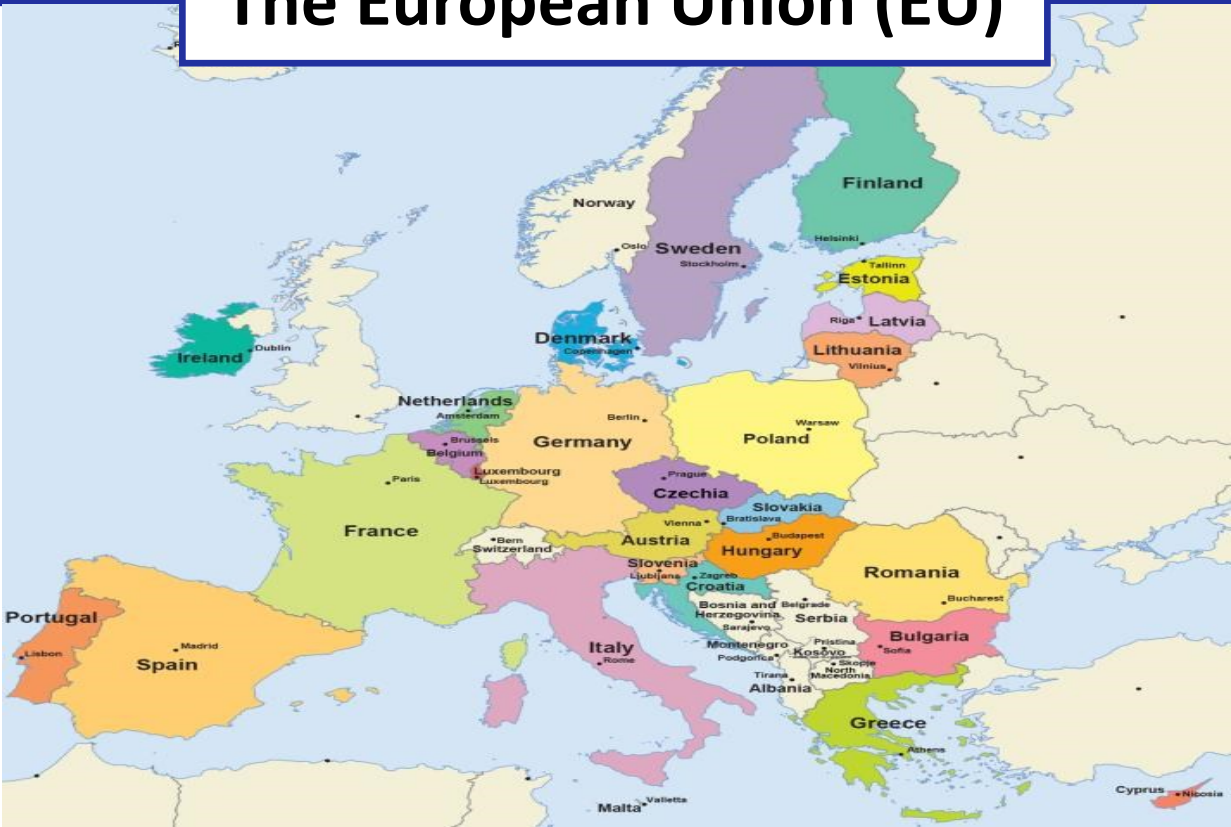 The European Union (EU)
Finland
Norway
Helsinki
Oslo
Sweden
Stockholm
Tallinn
Estonia
Riga
Latvia
Denmark
Copenhagen
Lithuania
Vilnius
Dublin
Ireland
Netherlands
Amsterdam
Berlin
Warsaw
Germany
Poland
Brussels
Belgium
Luxembourg
Luxembourg
Paris
Prague
Czechia
Slovakia
Bratislava
Vienna
Austria
France
Bern
Switzerland
Budapest
Hungary
Slovenia
Ljubljana
Zagreb
Croatia
Romania
Bucharest
Bosnia and
Herzegovina
Sarajevo
Belgrade
Serbia
Portugal
Lisbon
Madrid
Spain
Italy
Rome
Montenegro
Podgorica
Pristina
Kosovo
Bulgaria
Sofia
Skopje
North
Macedonia
Tirana
Albania
Greece
Athens
Malta
Valletta
Cyprus
Nicosia